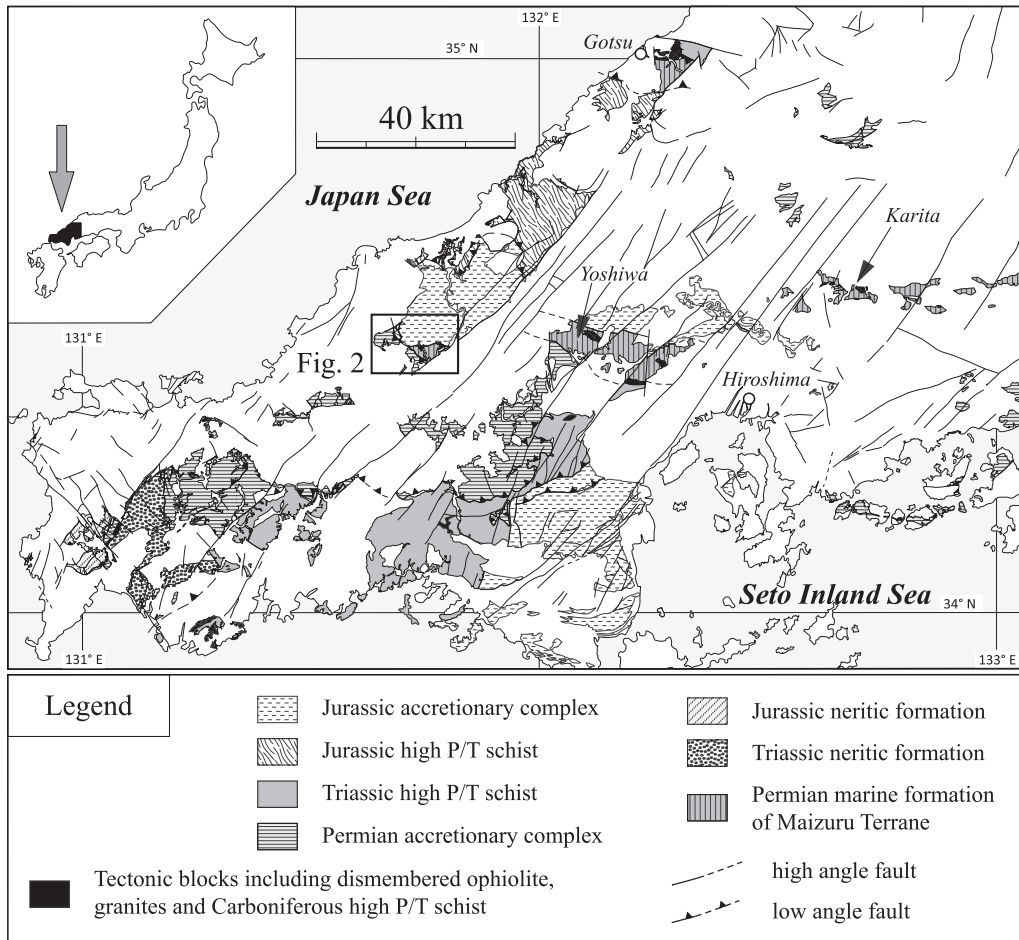 132° E
35° N
Gotsu
40 km
Japan Sea
Karita
Yoshiwa
131° E
Fig. 2
Hiroshima
Seto Inland Sea
34° N
131° E
132° E
133° E
Legend
Jurassic accretionary complex
Jurassic high P/T schist
Triassic high P/T schist
Permian accretionary complex
Tectonic blocks including dismembered ophiolite,
granites and Carboniferous high P/T schist
Jurassic neritic formation
Triassic neritic formation
Permian marine formation
of Maizuru Terrane
high angle fault
low angle fault